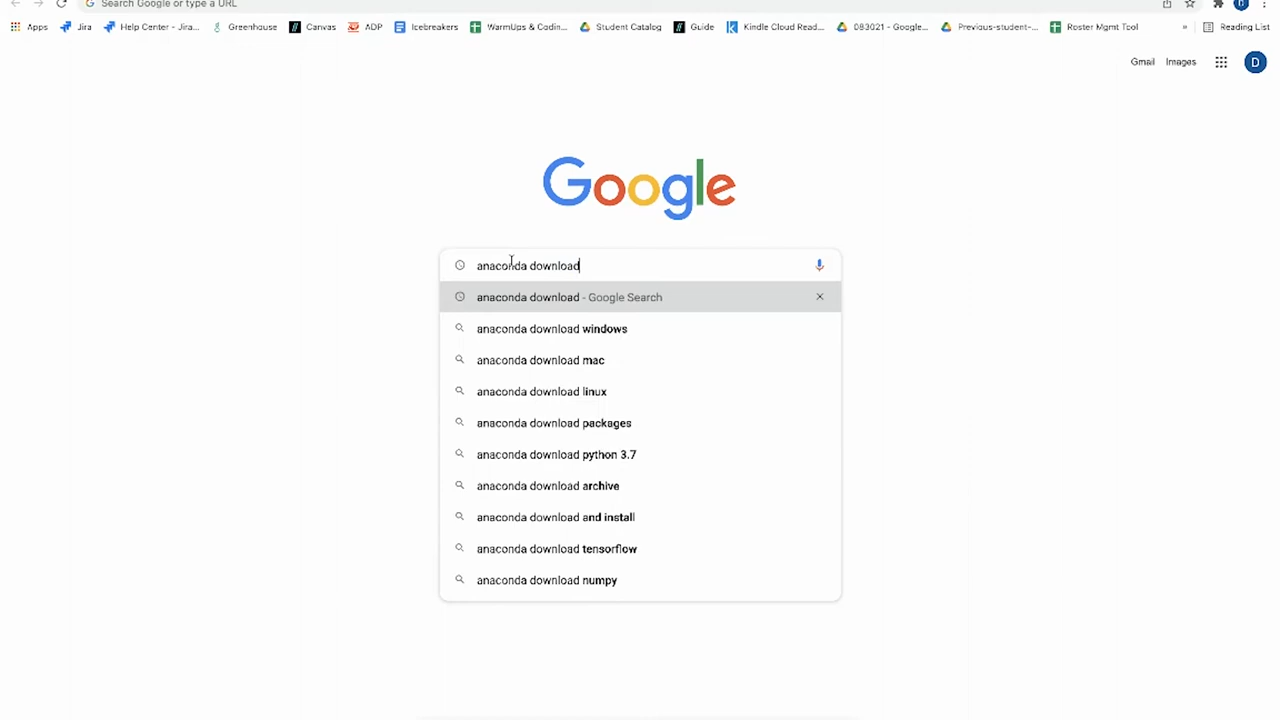 Search Google or type a URL
Apps Jira Help Center - Jira... Greenhouse Canvas ADP Icebreakers WarmUps & Coding... Student Catalog Guide Kindle Cloud Read... 083021 - Google... Previous-student-... Roster Mgmt Tool » Reading List
Gmail Images D
Google
anaconda download
anaconda download - Google Search
anaconda download windows
anaconda download mac
anaconda download linux
anaconda download packages
anaconda download python 3.7
anaconda download archive
anaconda download and install
anaconda download tensorflow
anaconda download numpy